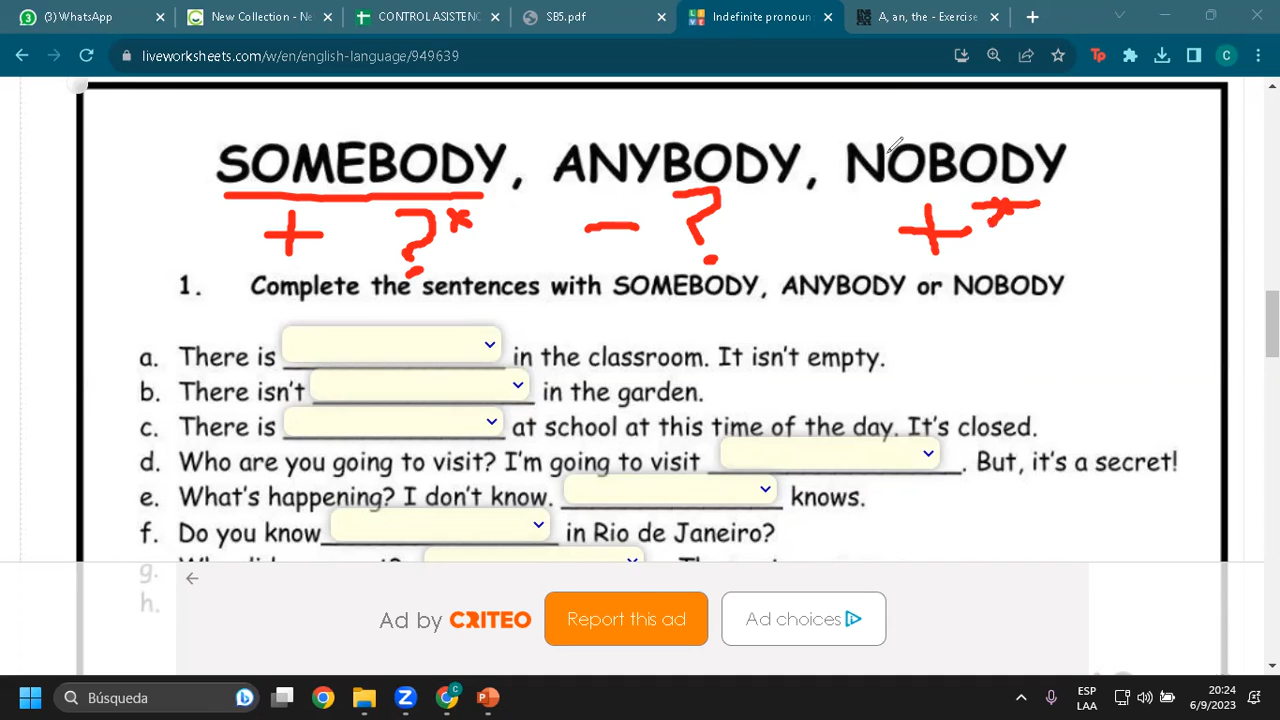 (1) WhatsApp
New Collection - Ne
CONTROL ASISTENC
SB5.pdf
Indefinite pronoun
A, an, the - Exercise
liveworksheets.com/w/en/english-language/949639
SOMEBODY, ANYBODY, NOBODY
+ ?* - ? + *
1. Complete the sentences with SOMEBODY, ANYBODY or NOBODY
a. There is in the classroom. It isn't empty.
b. There isn't in the garden.
c. There is at school at this time of the day. It's closed.
d. Who are you going to visit? I'm going to visit . But, it's a secret!
e. What's happening? I don't know. knows.
f. Do you know in Rio de Janeiro?
g.
h.
Ad by CRITEO
Report this ad
Ad choices
Búsqueda
ESP
LAA
20:24
6/9/2023